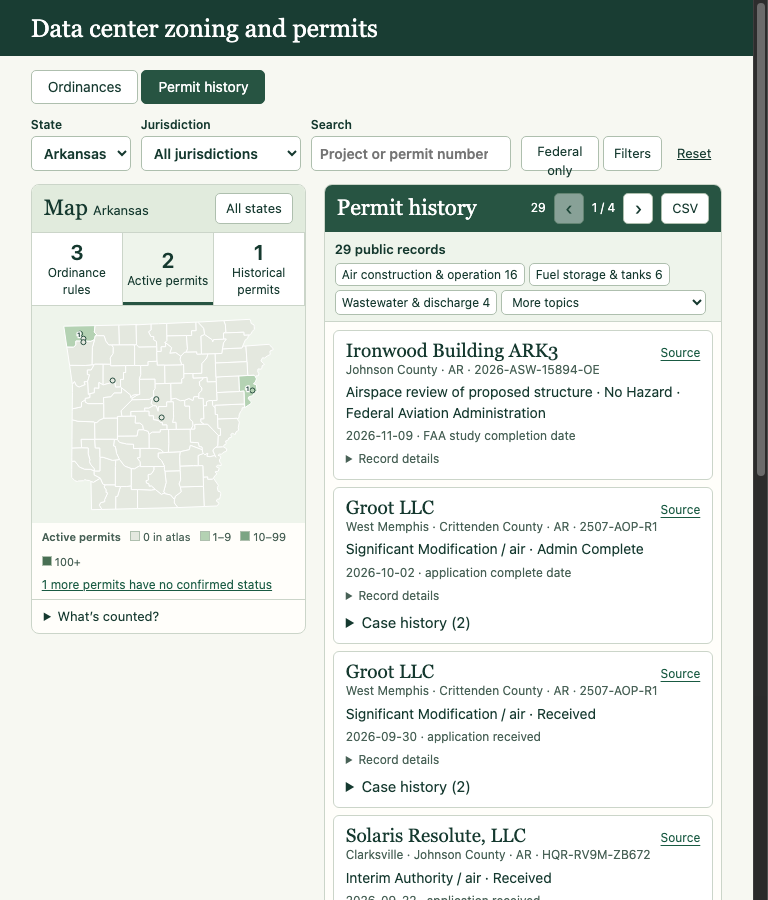 Data center zoning and permits
Ordinances
Permit history
State
Jurisdiction
Search
Arkansas
All jurisdictions
Project or permit number
Federal only
Filters
Reset
Map Arkansas
All states
3 Ordinance rules
2 Active permits
1 Historical permits
Active permits 0 in atlas 1–9 10–99
100+
1 more permits have no confirmed status
What's counted?
Permit history
29
‹
1 / 4
›
CSV
29 public records
Air construction & operation 16
Fuel storage & tanks 6
Wastewater & discharge 4
More topics
Ironwood Building ARK3
Source
Johnson County · AR · 2026-ASW-15894-OE
Airspace review of proposed structure · No Hazard ·
Federal Aviation Administration
2026-11-09 · FAA study completion date
Record details
Groot LLC
Source
West Memphis · Crittenden County · AR · 2507-AOP-R1
Significant Modification / air · Admin Complete
2026-10-02 · application complete date
Record details
Case history (2)
Groot LLC
Source
West Memphis · Crittenden County · AR · 2507-AOP-R1
Significant Modification / air · Received
2026-09-30 · application received
Record details
Case history (2)
Solaris Resolute, LLC
Source
Clarksville · Johnson County · AR · HQR-RV9M-ZB672
Interim Authority / air · Received